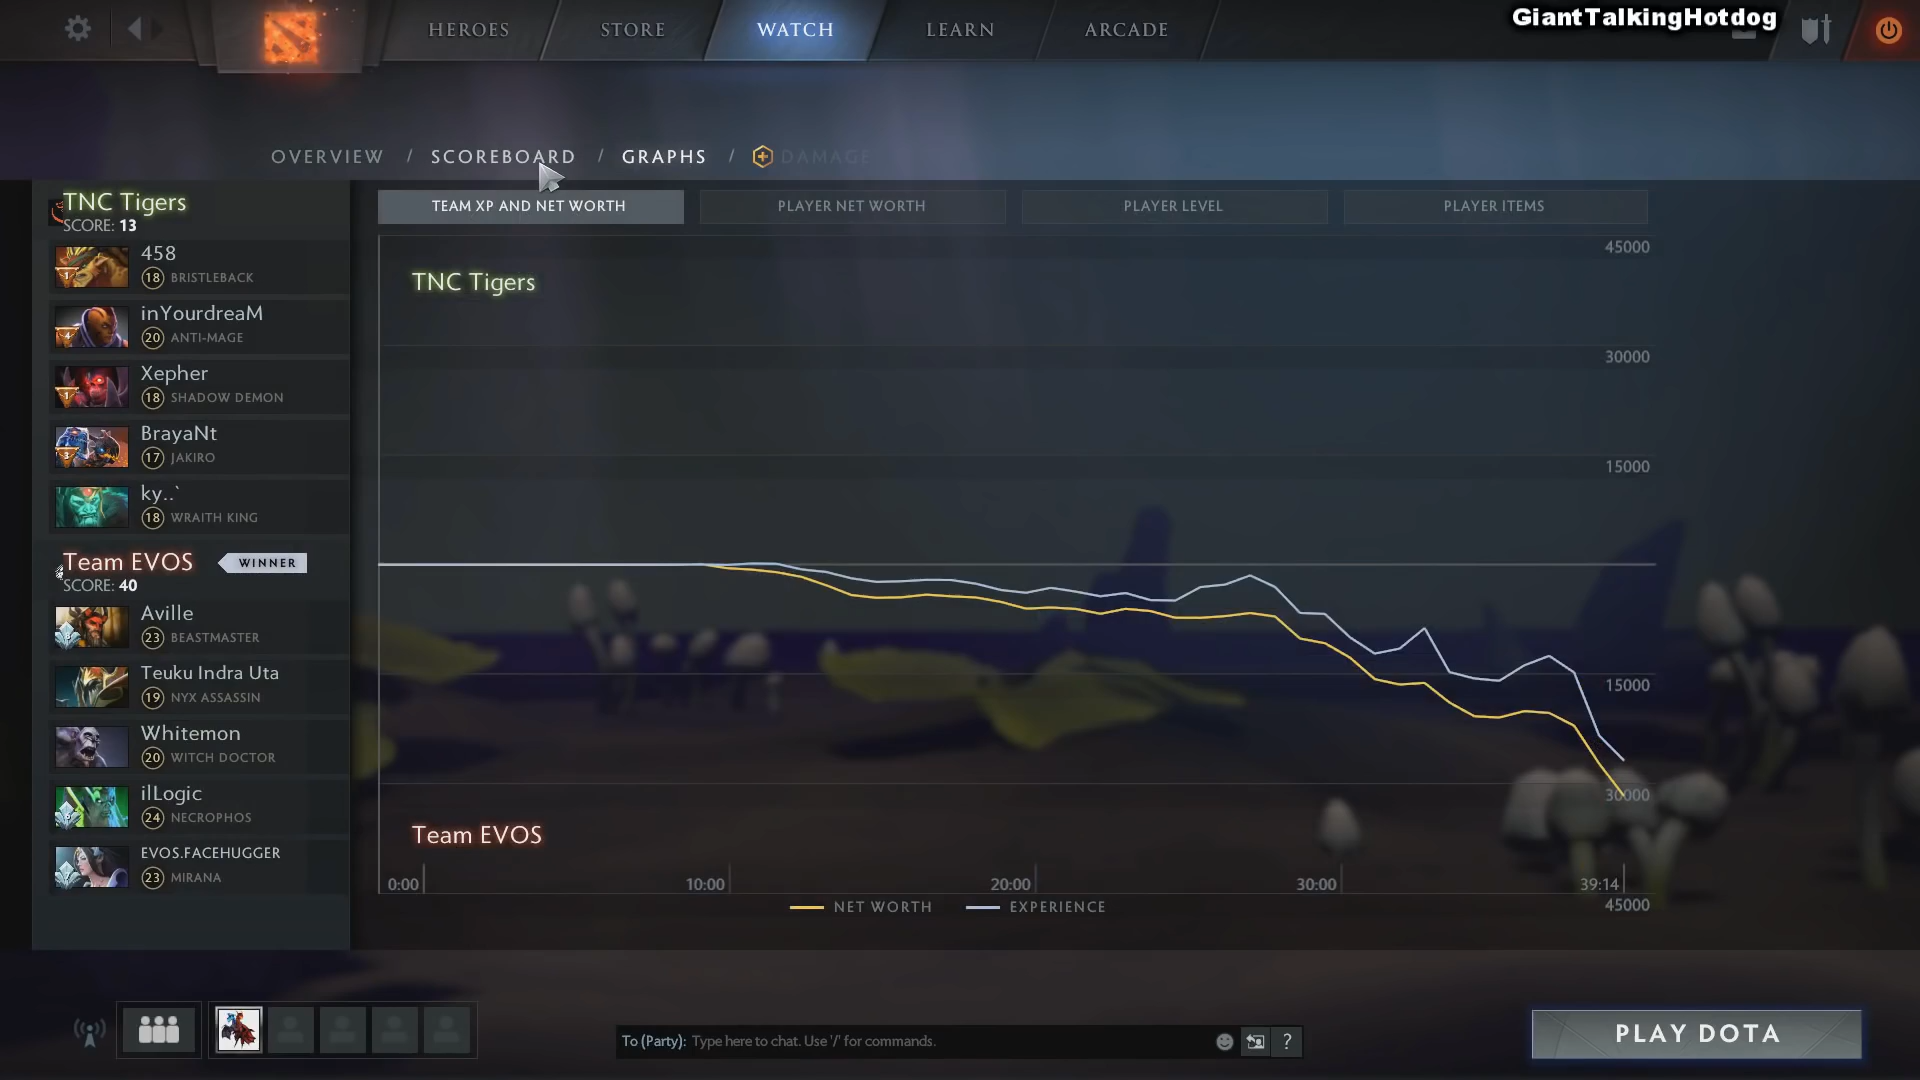 HEROES
STORE
WATCH
LEARN
ARCADE
GiantTalkingHotdog
OVERVIEW / SCOREBOARD / GRAPHS / DAMAGE
TNC Tigers
SCORE: 13
458
18 BRISTLEBACK
inYourdreaM
20 ANTI-MAGE
Xepher
18 SHADOW DEMON
BrayaNt
17 JAKIRO
ky..`
18 WRAITH KING
Team EVOS
WINNER
SCORE: 40
Aville
23 BEASTMASTER
Teuku Indra Uta
19 NYX ASSASSIN
Whitemon
20 WITCH DOCTOR
ilLogic
24 NECROPHOS
EVOS.FACEHUGGER
23 MIRANA
TEAM XP AND NET WORTH
PLAYER NET WORTH
PLAYER LEVEL
PLAYER ITEMS
TNC Tigers
45000
30000
15000
15000
30000
45000
Team EVOS
0:00
10:00
20:00
30:00
39:14
NET WORTH
EXPERIENCE
To (Party): Type here to chat. Use '/' for commands.
?
PLAY DOTA